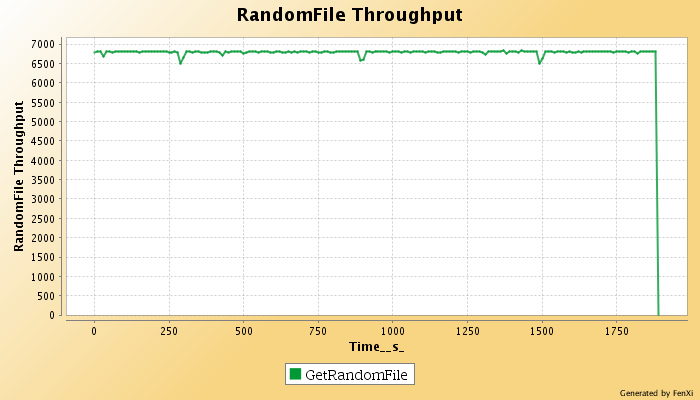 RandomFile Throughput
RandomFile Throughput
7000
6500
6000
5500
5000
4500
4000
3500
3000
2500
2000
1500
1000
500
0
0 250 500 750 1000 1250 1500 1750
Time__s_
GetRandomFile
Generated by FenXi